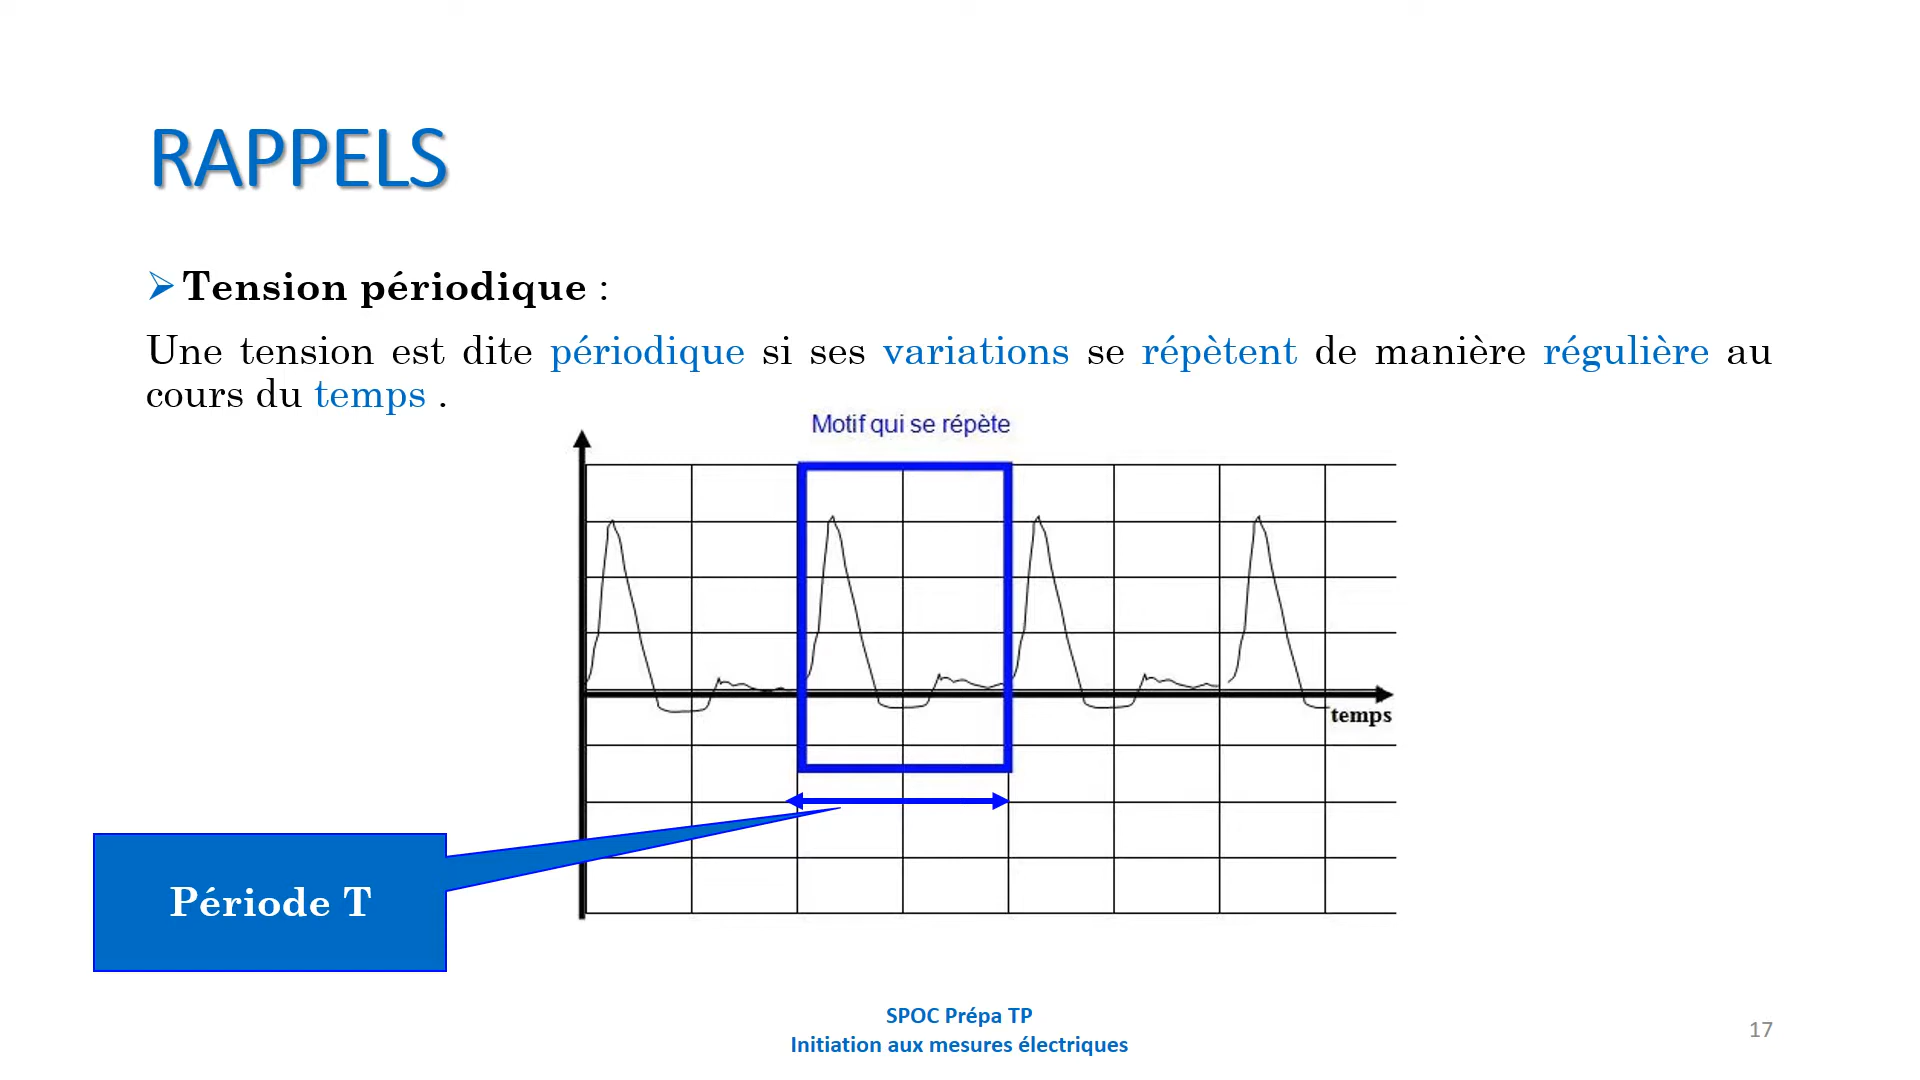 RAPPELS
Tension périodique :
Une tension est dite périodique si ses variations se répètent de manière régulière au
cours du temps .
Motif qui se répète
temps
Période T
SPOC Prépa TP
Initiation aux mesures électriques
17